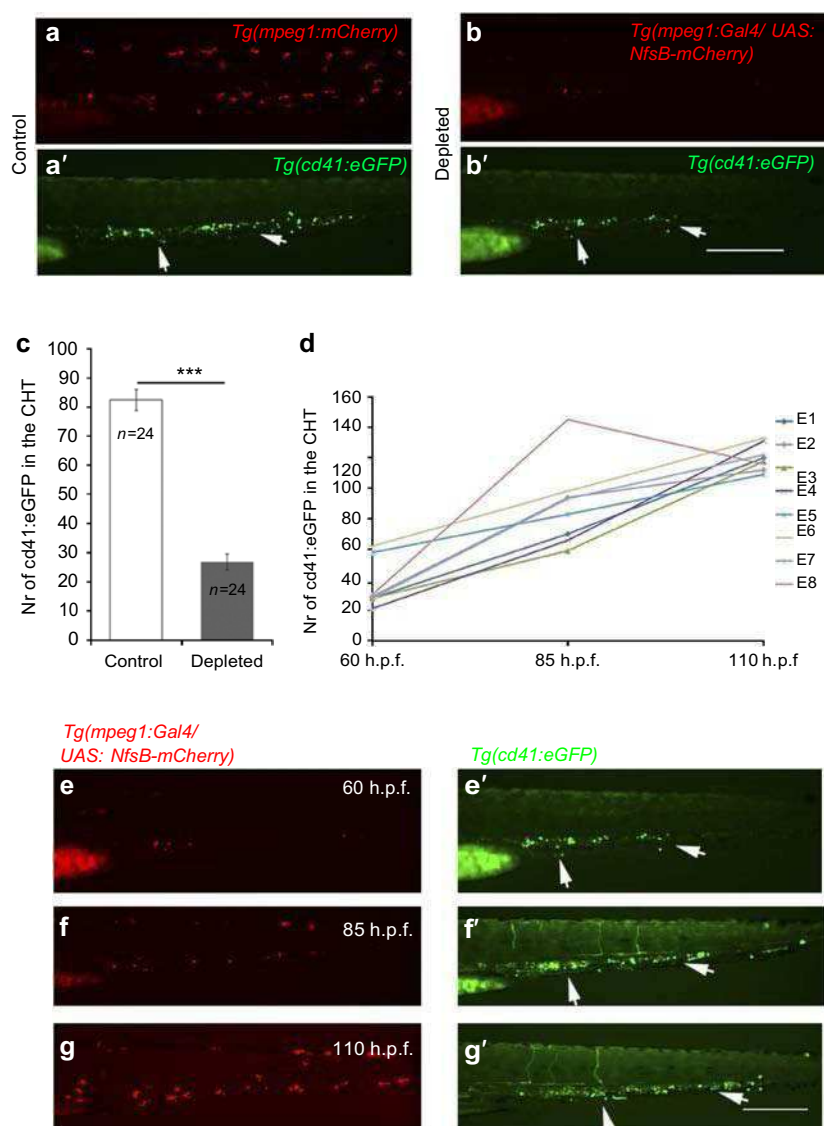 a
Tg(mpeg1:mCherry)
b
Tg(mpeg1:Gal4/ UAS:
NfsB-mCherry)
Control
Depleted
a′
Tg(cd41:eGFP)
b′
Tg(cd41:eGFP)
c
Nr of cd41:eGFP in the CHT
100
90
80
70
60
50
40
30
20
10
0
***
n=24
n=24
Control
Depleted
d
Nr of cd41:eGFP in the CHT
160
140
120
100
80
60
40
20
0
60 h.p.f.
85 h.p.f.
110 h.p.f
E1
E2
E3
E4
E5
E6
E7
E8
Tg(mpeg1:Gal4/
UAS: NfsB-mCherry)
Tg(cd41:eGFP)
e
60 h.p.f.
e′
f
85 h.p.f.
f′
g
110 h.p.f.
g′